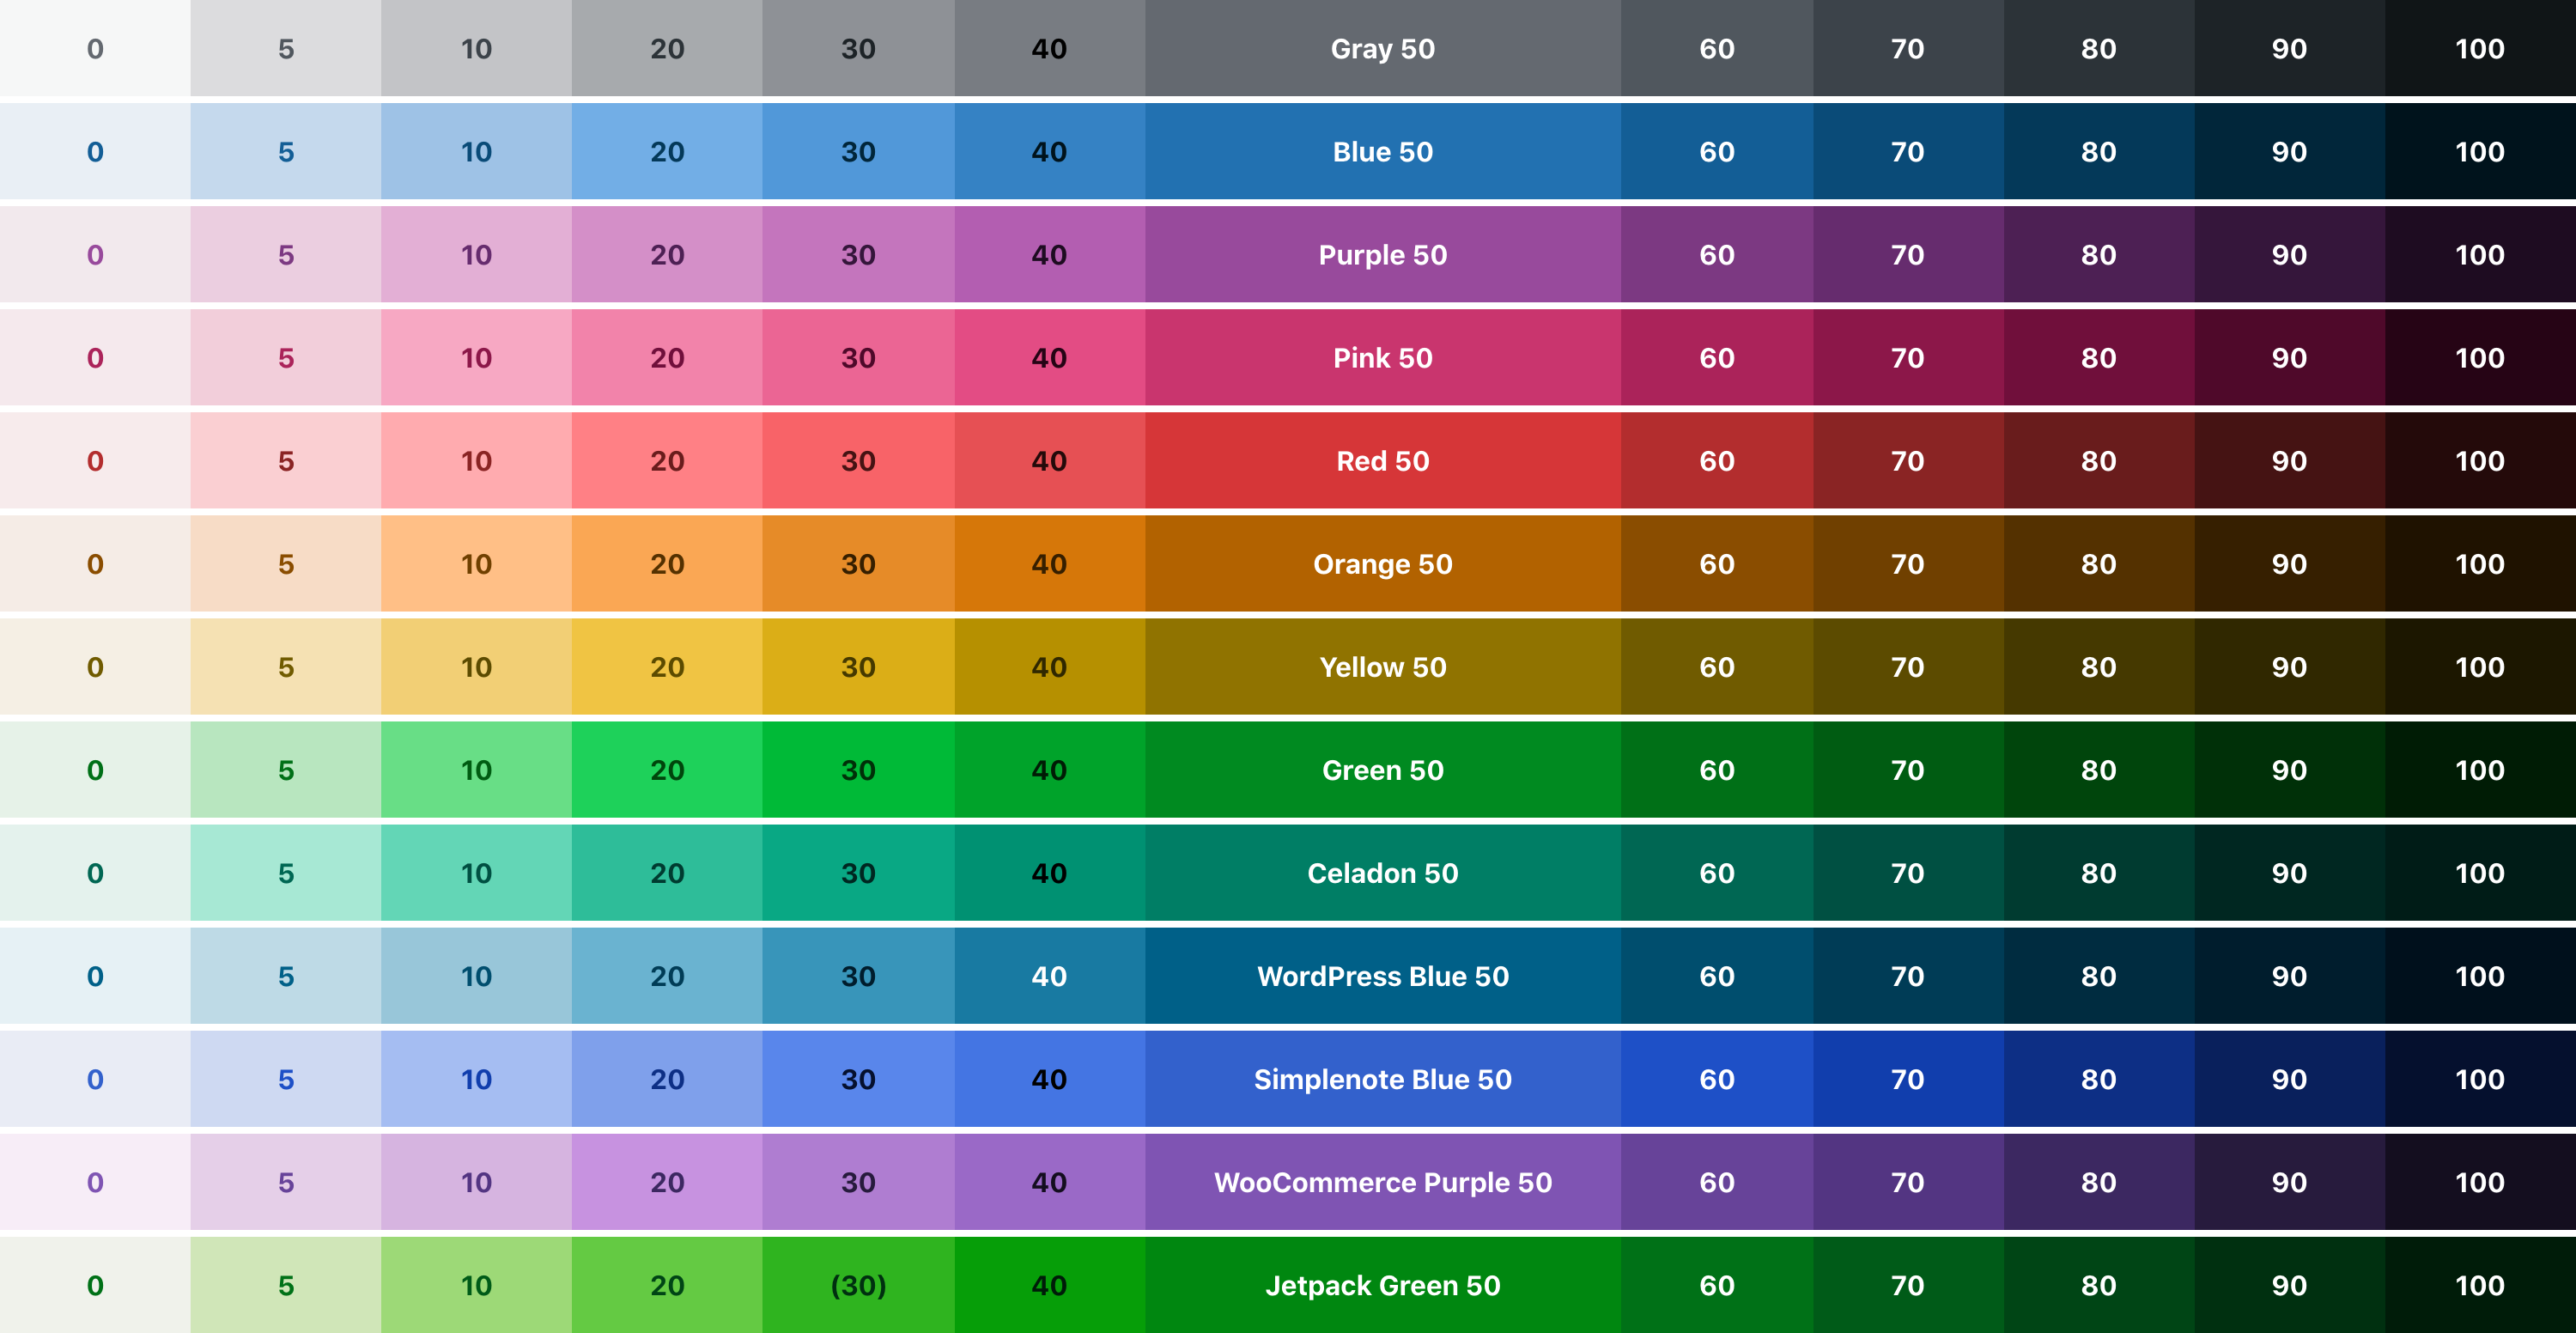 0 5 10 20 30 40 Gray 50 60 70 80 90 100
0 5 10 20 30 40 Blue 50 60 70 80 90 100
0 5 10 20 30 40 Purple 50 60 70 80 90 100
0 5 10 20 30 40 Pink 50 60 70 80 90 100
0 5 10 20 30 40 Red 50 60 70 80 90 100
0 5 10 20 30 40 Orange 50 60 70 80 90 100
0 5 10 20 30 40 Yellow 50 60 70 80 90 100
0 5 10 20 30 40 Green 50 60 70 80 90 100
0 5 10 20 30 40 Celadon 50 60 70 80 90 100
0 5 10 20 30 40 WordPress Blue 50 60 70 80 90 100
0 5 10 20 30 40 Simplenote Blue 50 60 70 80 90 100
0 5 10 20 30 40 WooCommerce Purple 50 60 70 80 90 100
0 5 10 20 (30) 40 Jetpack Green 50 60 70 80 90 100